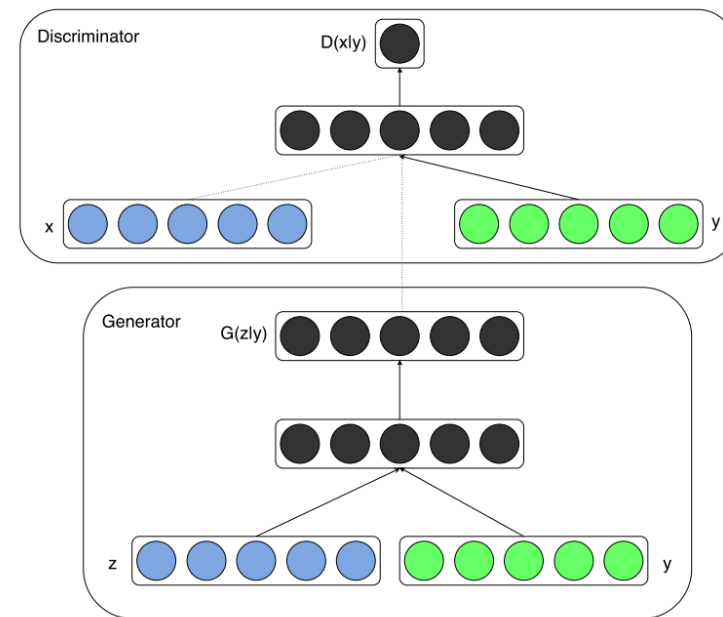 Discriminator
D(x|y)
x
y
Generator
G(z|y)
z
y